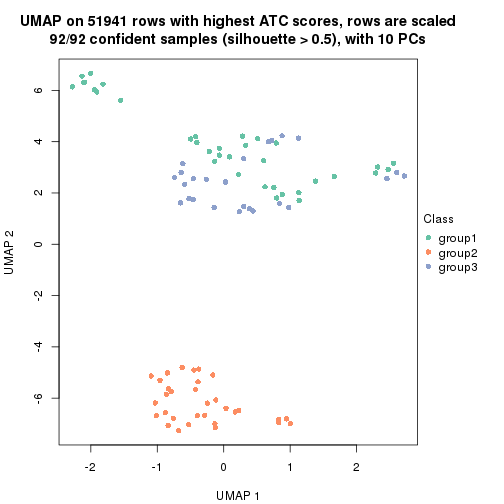 UMAP on 51941 rows with highest ATC scores, rows are scaled
92/92 confident samples (silhouette > 0.5), with 10 PCs
6
4
2
0
-2
-4
-6
UMAP 2
-2
-1
0
1
2
UMAP 1
Class
group1
group2
group3